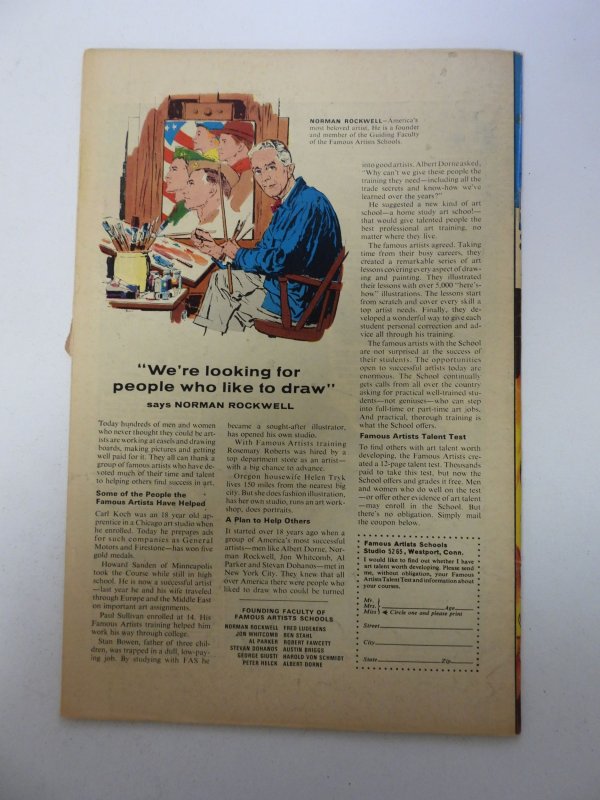 NORMAN ROCKWELL—America's
most beloved artist. He is a founder
and member of the Guiding Faculty
of the Famous Artists Schools.
"We're looking for
people who like to draw"
says NORMAN ROCKWELL
Today hundreds of men and women
who never thought they could be art-
ists are working at easels and drawing
boards, making pictures and getting
well paid for it. They all can thank a
group of famous artists who have de-
voted much of their time and talent
to helping others find success in art.
Some of the People the
Famous Artists Have Helped
Carl Koch was an 18 year old ap-
prentice in a Chicago art studio when
he enrolled. Today he prepares ads
for such companies as General
Motors and Firestone—has won five
gold medals.
Howard Sanden of Minneapolis
took the Course while still in high
school. He is now a successful artist
—last year he and his wife traveled
through Europe and the Middle East
on important art assignments.
Paul Sullivan enrolled at 14. His
Famous Artists training helped him
work his way through college.
Stan Bowen, father of three chil-
dren, was trapped in a dull, low-pay-
ing job. By studying with FAS he
became a sought-after illustrator,
has opened his own studio.
With Famous Artists training
Rosemary Roberts was hired by a
top department store as an artist—
with a big chance to advance.
Oregon housewife Helen Tryk
lives 150 miles from the nearest big
city. But she does fashion illustration,
has her own studio, runs an art work-
shop, does portraits.
A Plan to Help Others
It started over 18 years ago when a
group of America's most successful
artists—men like Albert Dorne, Nor-
man Rockwell, Jon Whitcomb, Al
Parker and Stevan Dohanos—met in
New York City. They knew that all
over America there were people who
liked to draw who could be turned
FOUNDING FACULTY OF
FAMOUS ARTISTS SCHOOLS
NORMAN ROCKWELL FRED LUDEKENS
JON WHITCOMB BEN STAHL
AL PARKER ROBERT FAWCETT
STEVAN DOHANOS AUSTIN BRIGGS
GEORGE GIUSTI HAROLD VON SCHMIDT
PETER HELCK ALBERT DORNE
into good artists. Albert Dorne asked,
"Why can't we give these people the
training they need—including all the
trade secrets and know-how we've
learned over the years?"
He suggested a new kind of art
school—a home study art school—
that would give talented people the
best professional art training, no
matter where they live.
The famous artists agreed. Taking
time from their busy careers, they
created a remarkable series of art
lessons covering every aspect of draw-
ing and painting. They illustrated
their lessons with over 5,000 "here's-
how" illustrations. The lessons start
from scratch and cover every skill a
top artist needs. Finally, they de-
veloped a wonderful way to give each
student personal correction and ad-
vice all through his training.
The famous artists with the School
are not surprised at the success of
their students. The opportunities
open to successful artists today are
enormous. The School continually
gets calls from all over the country
asking for practical well-trained stu-
dents—not geniuses—who can step
into full-time or part-time art jobs.
And practical, thorough training is
what the School offers.
Famous Artists Talent Test
To find others with art talent worth
developing, the Famous Artists cre-
ated a 12-page talent test. Thousands
paid to take this test, but now the
School offers and grades it free. Men
and women who do well on the test
—or offer other evidence of art talent
—may enroll in the School. But
there's no obligation. Simply mail
the coupon below.
Famous Artists Schools
Studio 5265, Westport, Conn.
I would like to find out whether I have
art talent worth developing. Please send
me, without obligation, your Famous
Artists Talent Test and information about
your courses.
Mr.
Mrs. Age
Miss Circle one and please print
Street
City
State Zip